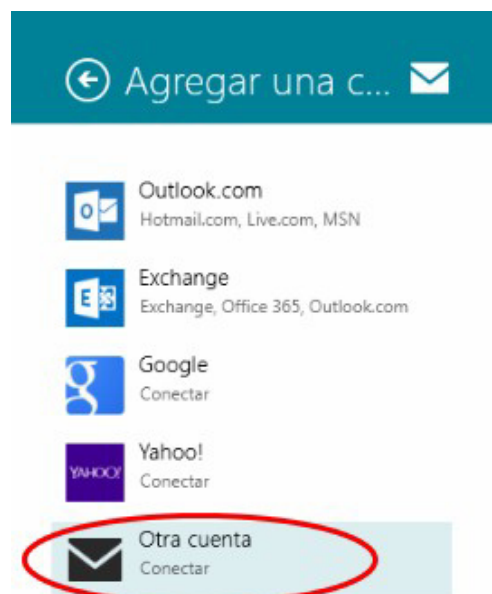 Agregar una c...
Outlook.com
Hotmail.com, Live.com, MSN
Exchange
Exchange, Office 365, Outlook.com
Google
Conectar
Yahoo!
YAHOO!
Conectar
Otra cuenta
Conectar